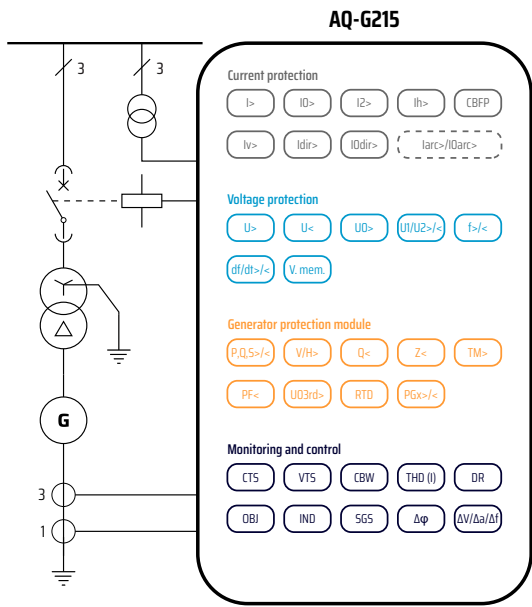 AQ-G215
3
3
Current protection
I> I0> I2> Ih> CBFP
Iv> Idir> I0dir> Iarc>/I0arc>
Voltage protection
U> U< U0> U1/U2>/< f>/<
df/dt>/< V. mem.
Generator protection module
P,Q,S>/< V/H> Q< Z< TM>
PF< U03rd> RTD PGx>/<
G
Monitoring and control
CTS VTS CBW THD (I) DR
3
OBJ IND SGS Δφ ΔV/Δa/Δf
1